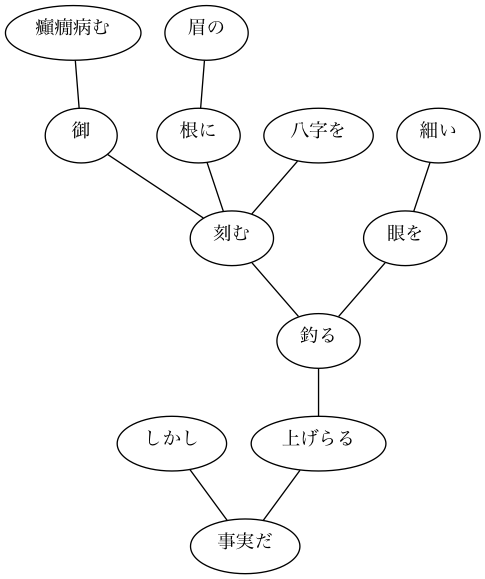 癲癇病む
眉の
御
根に
八字を
細い
刻む
眼を
釣る
しかし
上げらる
事実だ